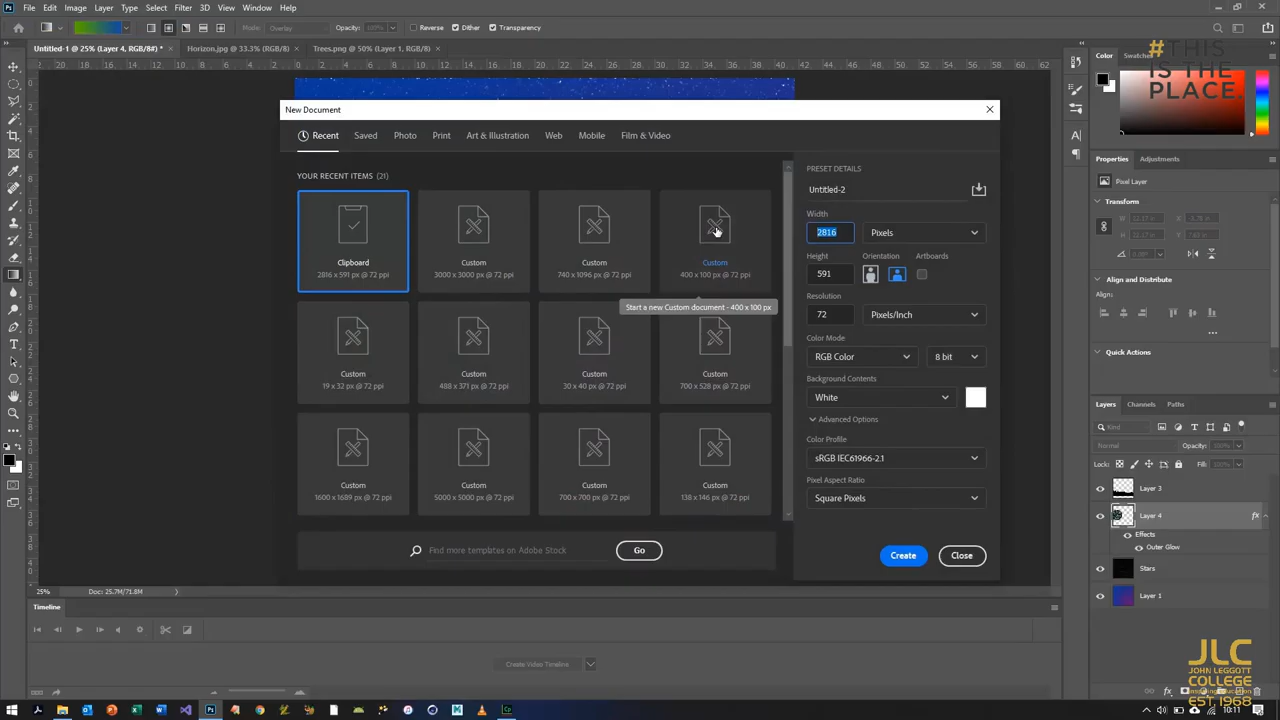 File Edit Image Layer Type Select Filter 3D View Window Help
Mode: Overlay Opacity: 100% Reverse Dither Transparency
Untitled-1 @ 25% (Layer 4, RGB/8#) * × Horizon.jpg @ 33.3% (RGB/8) × Trees.png @ 50% (Layer 1, RGB/8) ×
#THIS
IS THE
PLACE.
Color Swatches
New Document
Recent Saved Photo Print Art & Illustration Web Mobile Film & Video
YOUR RECENT ITEMS (21)
Clipboard
2816 x 591 px @ 72 ppi
Custom
3000 x 3000 px @ 72 ppi
Custom
740 x 1096 px @ 72 ppi
Custom
400 x 100 px @ 72 ppi
Start a new Custom document - 400 x 100 px
Custom
19 x 32 px @ 72 ppi
Custom
488 x 371 px @ 72 ppi
Custom
30 x 40 px @ 72 ppi
Custom
700 x 528 px @ 72 ppi
Custom
1600 x 1689 px @ 72 ppi
Custom
5000 x 5000 px @ 72 ppi
Custom
700 x 700 px @ 72 ppi
Custom
138 x 146 px @ 72 ppi
Find more templates on Adobe Stock Go
PRESET DETAILS
Untitled-2
Width
2816 Pixels
Height Orientation Artboards
591
Resolution
72 Pixels/Inch
Color Mode
RGB Color 8 bit
Background Contents
White
Advanced Options
Color Profile
sRGB IEC61966-2.1
Pixel Aspect Ratio
Square Pixels
Create Close
Properties Adjustments
Pixel Layer
Transform
Align and Distribute
Align:
Quick Actions
Layers Channels Paths
Kind
Normal Opacity: 100%
Lock: Fill: 100%
Layer 3
Layer 4 fx
Effects
Outer Glow
Stars
Layer 1
25% Doc: 25.7M/71.8M
Timeline
Create Video Timeline
JLC
JOHN LEGGOTT
COLLEGE
EST 1968
10:11